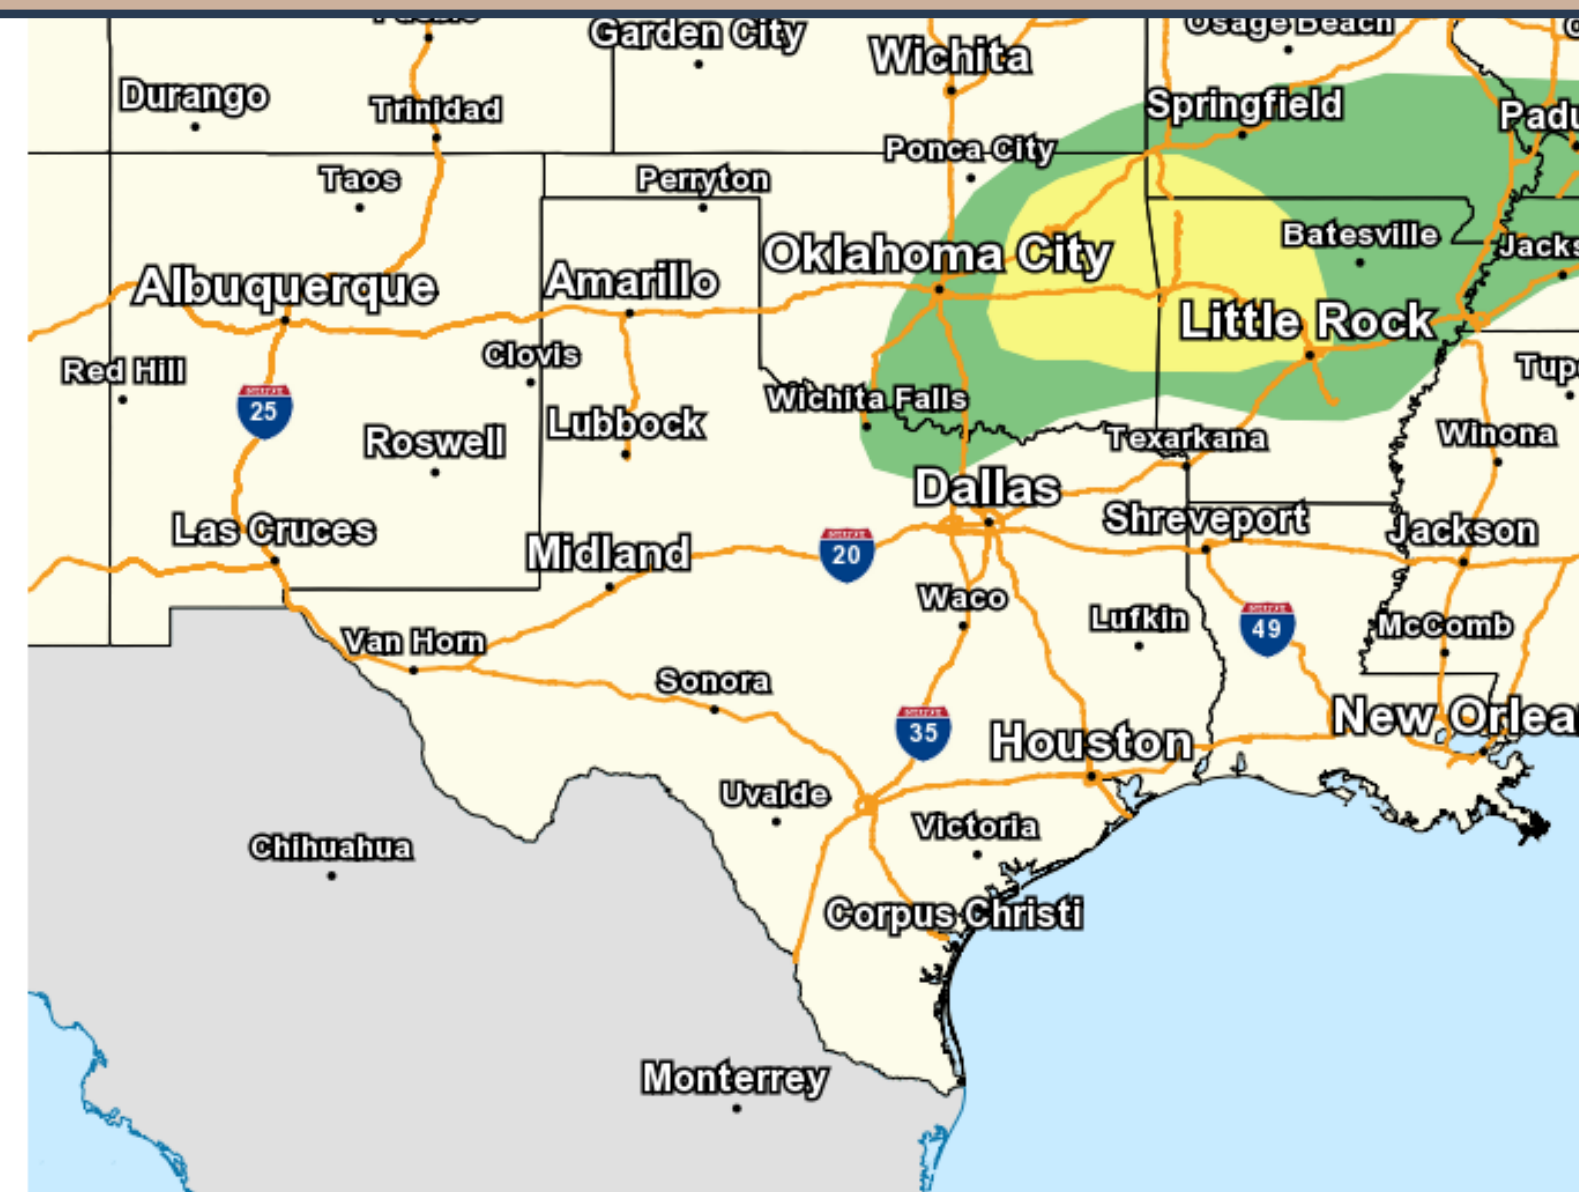 Garden City
Wichita
Osage Beach
Durango
Trinidad
Springfield
Padu
Ponca City
Taos
Perryton
Batesville
Jacks
Oklahoma City
Albuquerque
Amarillo
Little Rock
Clovis
Red Hill
Tupe
25
Wichita Falls
Lubbock
Roswell
Texarkana
Winona
Dallas
Las Cruces
Shreveport
Jackson
Midland
20
Waco
Lufkin
49
McComb
Van Horn
Sonora
New Orlea
35
Houston
Uvalde
Victoria
Chihuahua
Corpus Christi
Monterrey